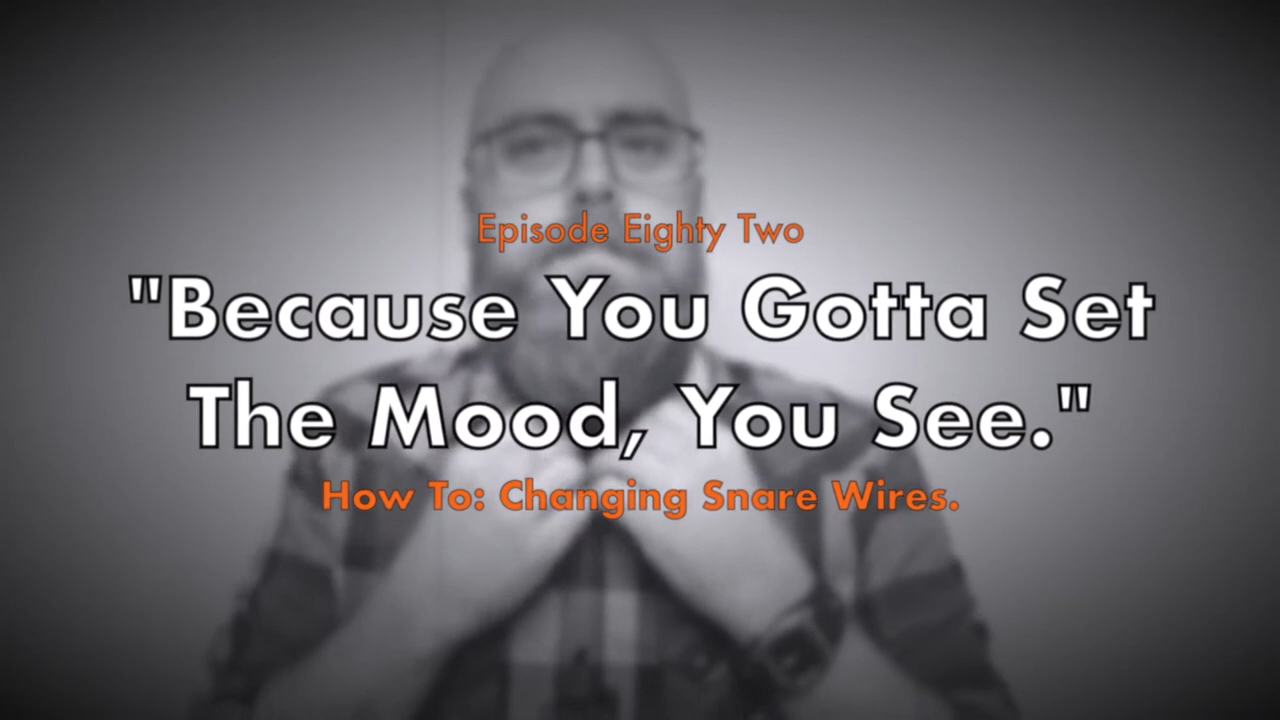 Episode Eighty Two
"Because You Gotta Set
The Mood, You See."
How To: Changing Snare Wires.